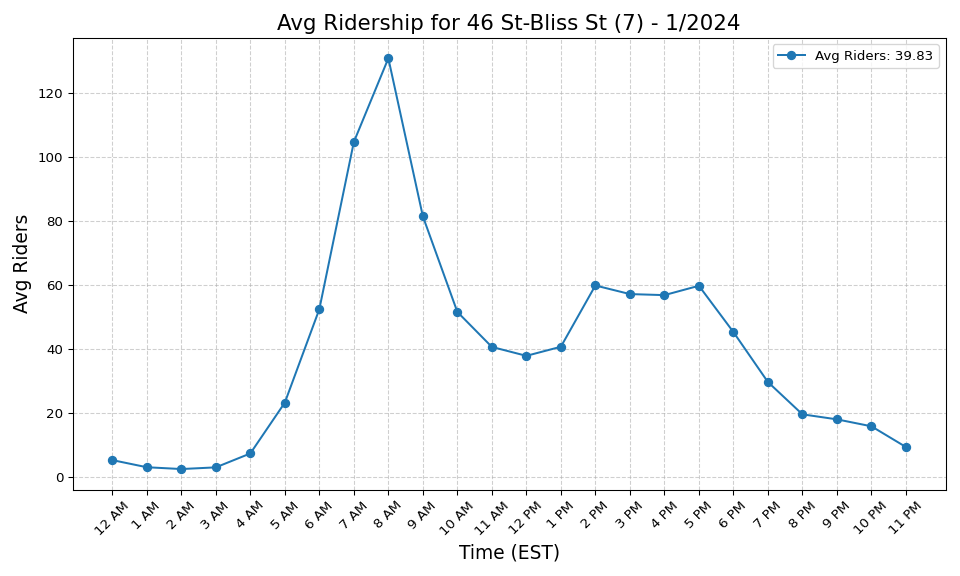 Avg Ridership for 46 St-Bliss St (7) - 1/2024
Avg Riders: 39.83
Avg Riders
120
100
80
60
40
20
0
12 AM
1 AM
2 AM
3 AM
4 AM
5 AM
6 AM
7 AM
8 AM
9 AM
10 AM
11 AM
12 PM
1 PM
2 PM
3 PM
4 PM
5 PM
6 PM
7 PM
8 PM
9 PM
10 PM
11 PM
Time (EST)